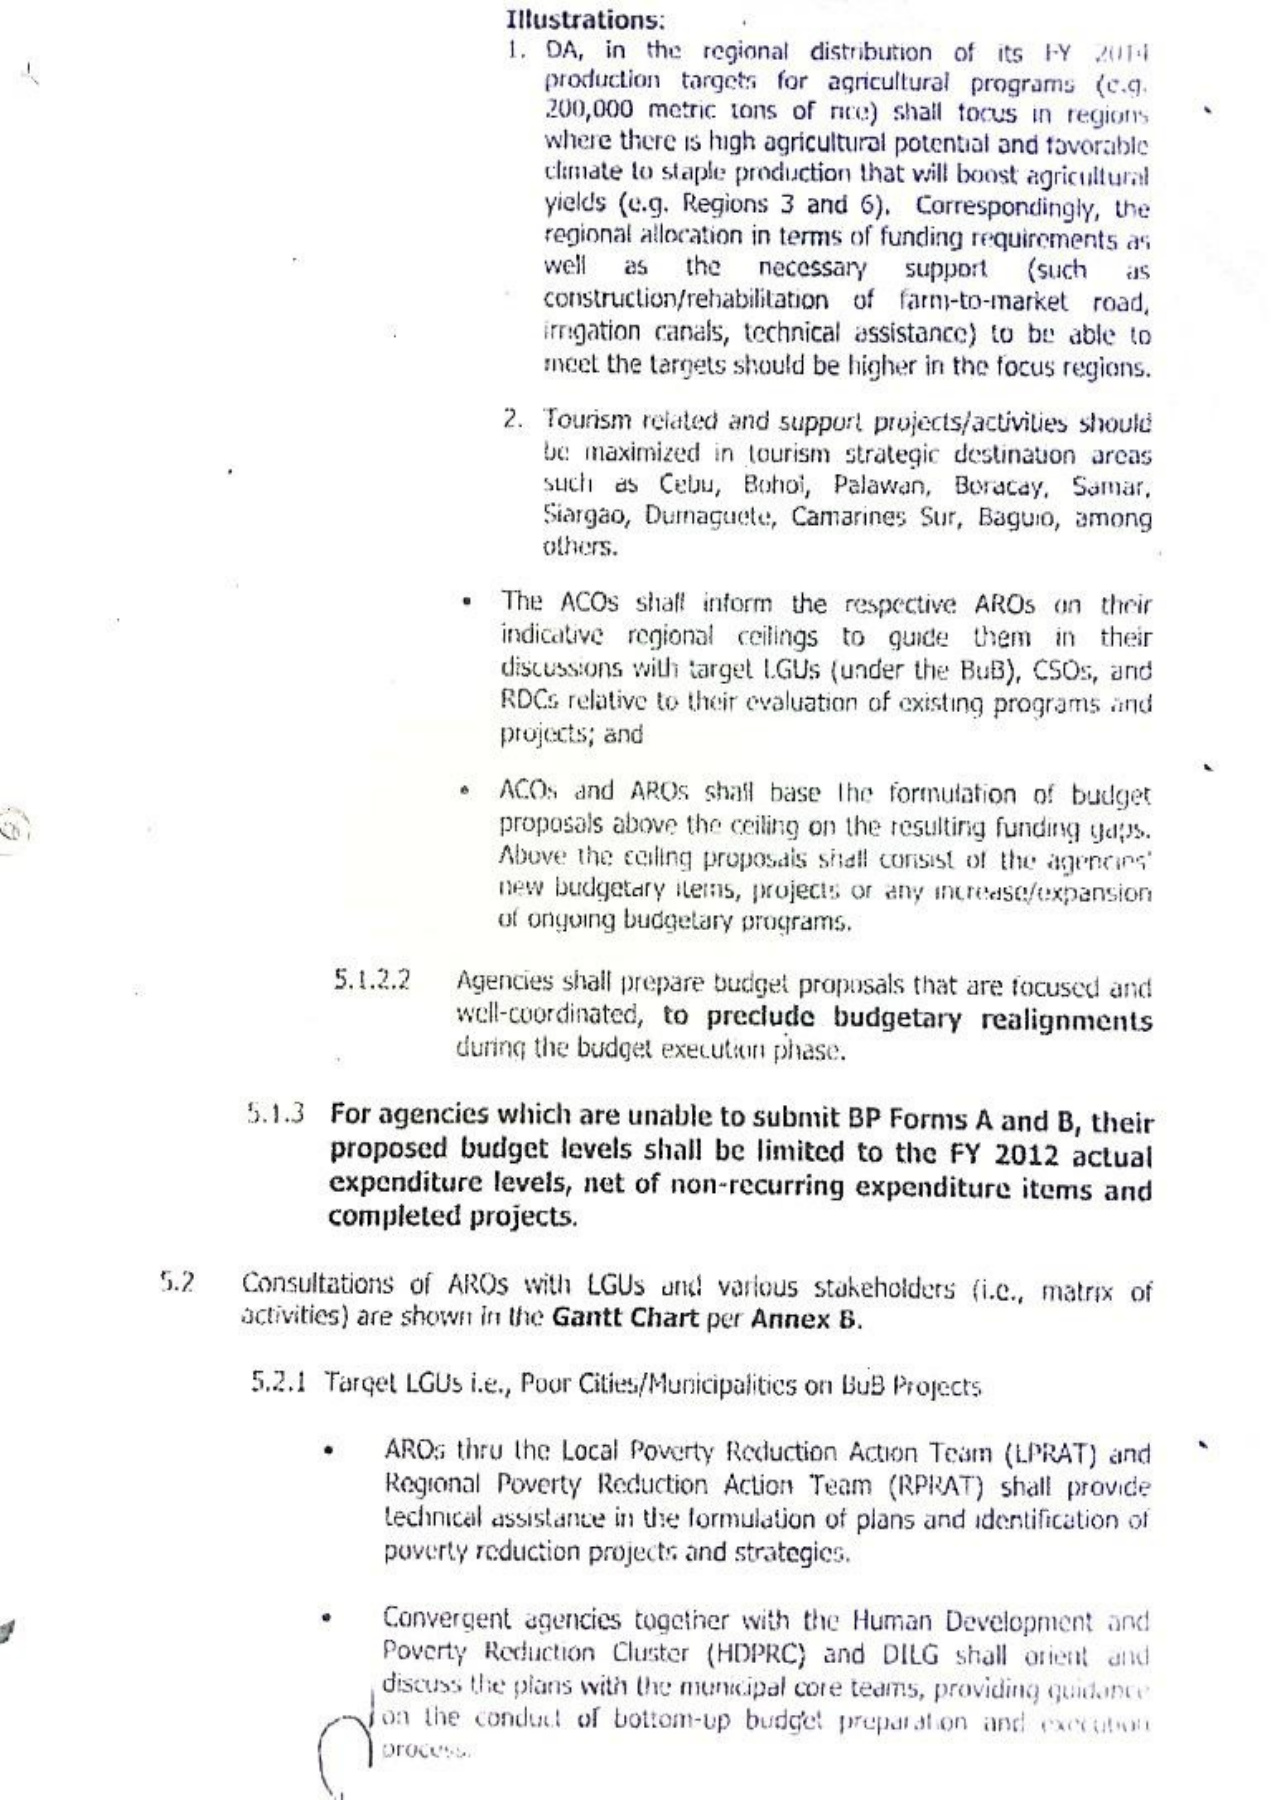 Illustrations:
1. DA, in the regional distribution of its FY 2014
production targets for agricultural programs (e.g.
200,000 metric tons of rice) shall focus in regions
where there is high agricultural potential and favorable
climate to staple production that will boost agricultural
yields (e.g. Regions 3 and 6). Correspondingly, the
regional allocation in terms of funding requirements as
well as the necessary support (such as
construction/rehabilitation of farm-to-market road,
irrigation canals, technical assistance) to be able to
meet the targets should be higher in the focus regions.
2. Tourism related and support projects/activities should
be maximized in tourism strategic destination areas
such as Cebu, Bohol, Palawan, Boracay, Samar,
Siargao, Dumaguete, Camarines Sur, Baguio, among
others.
• The ACOs shall inform the respective AROs on their
indicative regional ceilings to guide them in their
discussions with target LGUs (under the BuB), CSOs, and
RDCs relative to their evaluation of existing programs and
projects; and
• ACOs and AROs shall base the formulation of budget
proposals above the ceiling on the resulting funding gaps.
Above the ceiling proposals shall consist of the agencies'
new budgetary items, projects or any increase/expansion
of ongoing budgetary programs.
5.1.2.2 Agencies shall prepare budget proposals that are focused and
well-coordinated, to preclude budgetary realignments
during the budget execution phase.
5.1.3 For agencies which are unable to submit BP Forms A and B, their
proposed budget levels shall be limited to the FY 2012 actual
expenditure levels, net of non-recurring expenditure items and
completed projects.
5.2 Consultations of AROs with LGUs and various stakeholders (i.e., matrix of
activities) are shown in the Gantt Chart per Annex B.
5.2.1 Target LGUs i.e., Poor Cities/Municipalities on BuB Projects
• AROs thru the Local Poverty Reduction Action Team (LPRAT) and
Regional Poverty Reduction Action Team (RPRAT) shall provide
technical assistance in the formulation of plans and identification of
poverty reduction projects and strategies.
• Convergent agencies together with the Human Development and
Poverty Reduction Cluster (HDPRC) and DILG shall orient and
discuss the plans with the municipal core teams, providing guidance
on the conduct of bottom-up budget preparation and execution
process.